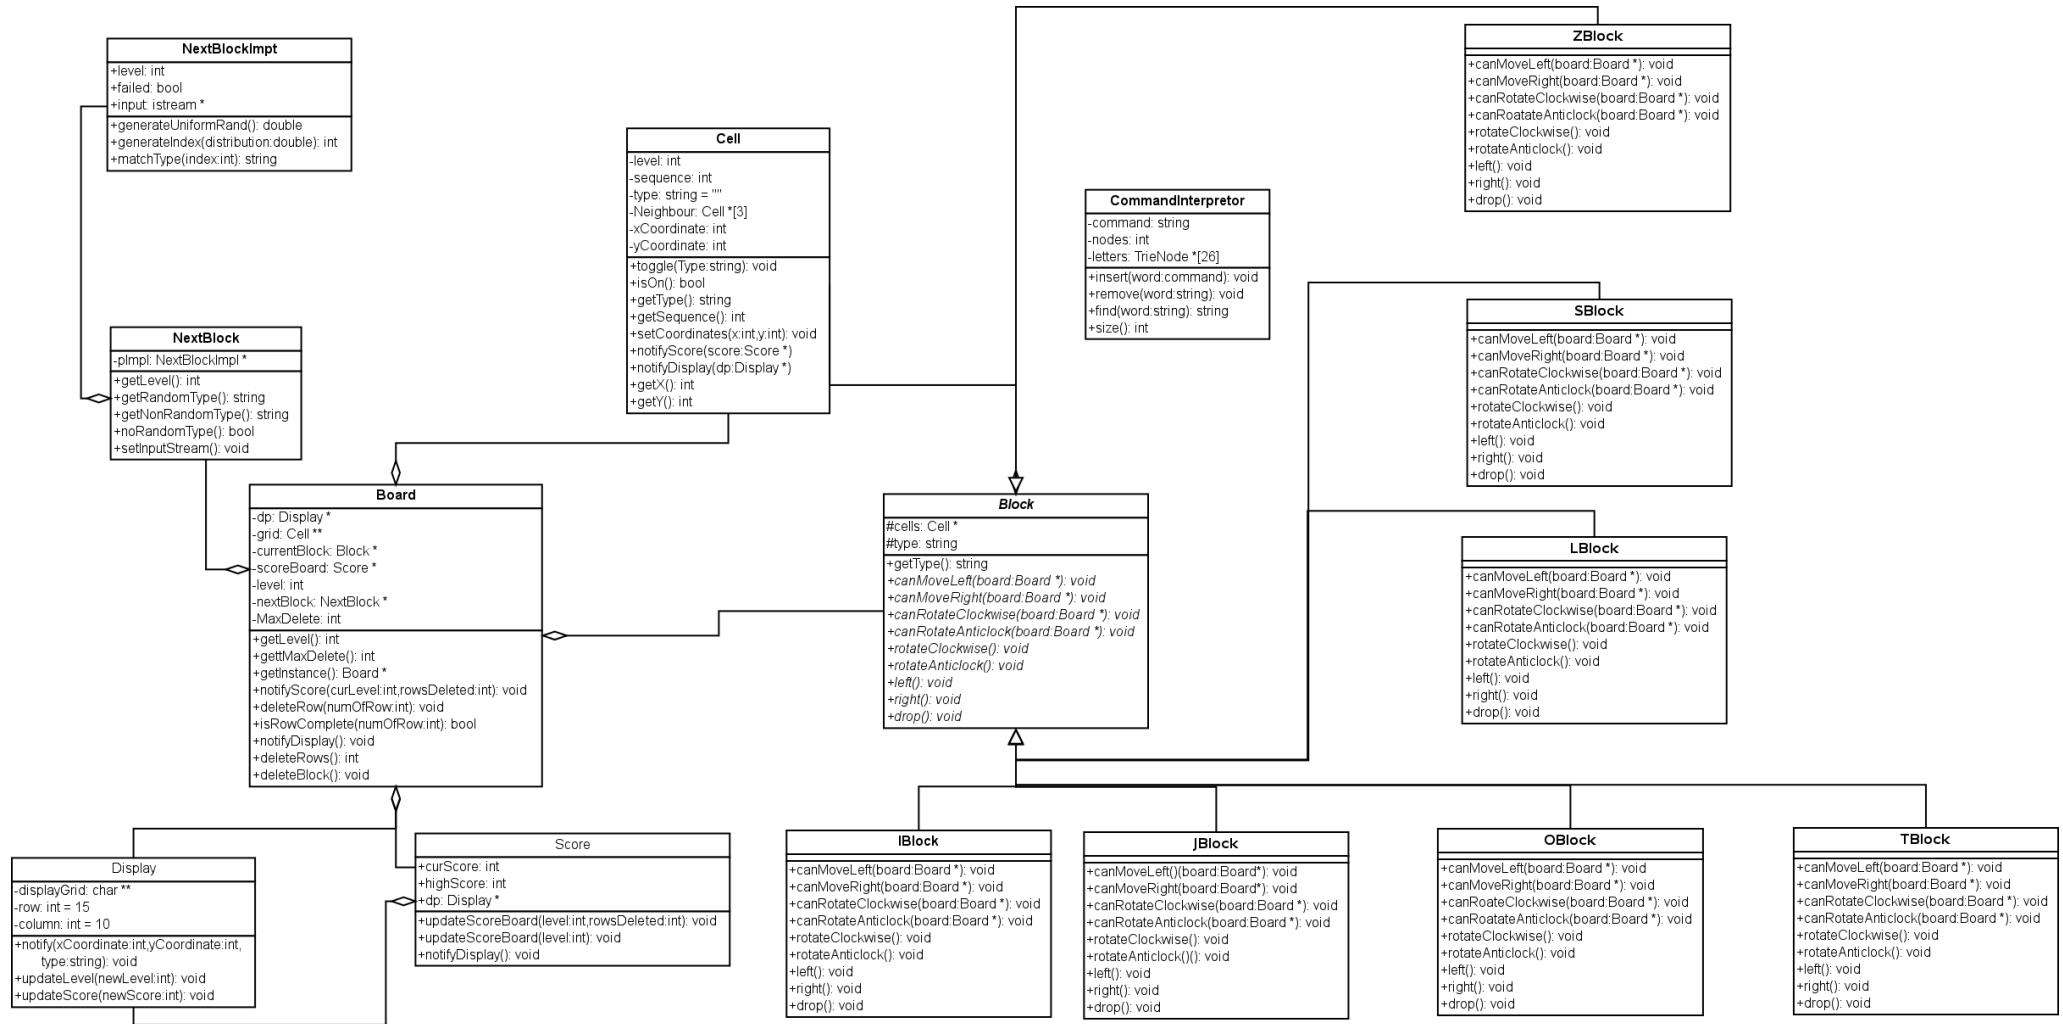 NextBlockImpt
+level: int
+failed: bool
+input: istream *
+generateUniformRand(): double
+generateIndex(distribution:double): int
+matchType(index:int): string
NextBlock
-pImpl: NextBlockImpl *
+getLevel(): int
+getRandomType(): string
+getNonRandomType(): string
+noRandomType(): bool
+setInputStream(): void
Cell
-level: int
-sequence: int
-type: string = ""
-Neighbour: Cell *[3]
-xCoordinate: int
-yCoordinate: int
+toggle(Type:string): void
+isOn(): bool
+getType(): string
+getSequence(): int
+setCoordinates(x:int,y:int): void
+notifyScore(score:Score *)
+notifyDisplay(dp:Display *)
+getX(): int
+getY(): int
CommandInterpretor
-command: string
-nodes: int
-letters: TrieNode *[26]
+insert(word:command): void
+remove(word:string): void
+find(word:string): string
+size(): int
ZBlock
+canMoveLeft(board:Board *): void
+canMoveRight(board:Board *): void
+canRotateClockwise(board:Board *): void
+canRoatateAnticlock(board:Board *): void
+rotateClockwise(): void
+rotateAnticlock(): void
+left(): void
+right(): void
+drop(): void
SBlock
+canMoveLeft(board:Board *): void
+canMoveRight(board:Board *): void
+canRotateClockwise(board:Board *): void
+canRotateAnticlock(board:Board *): void
+rotateClockwise(): void
+rotateAnticlock(): void
+left(): void
+right(): void
+drop(): void
Board
-dp: Display *
-grid: Cell **
-currentBlock: Block *
-scoreBoard: Score *
-level: int
-nextBlock: NextBlock *
-MaxDelete: int
+getLevel(): int
+gettMaxDelete(): int
+getInstance(): Board *
+notifyScore(curLevel:int,rowsDeleted:int): void
+deleteRow(numOfRow:int): void
+isRowComplete(numOfRow:int): bool
+notifyDisplay(): void
+deleteRows(): int
+deleteBlock(): void
Block
#cells: Cell *
#type: string
+getType(): string
+canMoveLeft(board:Board *): void
+canMoveRight(board:Board *): void
+canRotateClockwise(board:Board *): void
+canRotateAnticlock(board:Board *): void
+rotateClockwise(): void
+rotateAnticlock(): void
+left(): void
+right(): void
+drop(): void
LBlock
+canMoveLeft(board:Board *): void
+canMoveRight(board:Board *): void
+canRotateClockwise(board:Board *): void
+canRotateAnticlock(board:Board *): void
+rotateClockwise(): void
+rotateAnticlock(): void
+left(): void
+right(): void
+drop(): void
Display
-displayGrid: char **
-row: int = 15
-column: int = 10
+notify(xCoordinate:int,yCoordinate:int,
type:string): void
+updateLevel(newLevel:int): void
+updateScore(newScore:int): void
Score
+curScore: int
+highScore: int
+dp: Display *
+updateScoreBoard(level:int,rowsDeleted:int): void
+updateScoreBoard(level:int): void
+notifyDisplay(): void
IBlock
+canMoveLeft(board:Board *): void
+canMoveRight(board:Board *): void
+canRotateClockwise(board:Board *): void
+canRotateAnticlock(board:Board *): void
+rotateClockwise(): void
+rotateAnticlock(): void
+left(): void
+right(): void
+drop(): void
JBlock
+canMoveLeft()(board:Board*): void
+canMoveRight(board:Board*): void
+canRotateClockwise(board:Board *): void
+canRotateAnticlock(board:Board *): void
+rotateClockwise(): void
+rotateAnticlock()(): void
+left(): void
+right(): void
+drop(): void
OBlock
+canMoveLeft(board:Board *): void
+canMoveRight(board:Board *): void
+canRoateClockwise(board:Board *): void
+canRoatateAnticlock(board:Board *): void
+rotateClockwise(): void
+rotateAnticlock(): void
+left(): void
+right(): void
+drop(): void
TBlock
+canMoveLeft(board:Board*): void
+canMoveRight(board:Board *): void
+canRotateClockwise(board:Board *): void
+canRotateAnticlock(board:Board *): void
+rotateClockwise(): void
+rotateAnticlock(): void
+left(): void
+right(): void
+drop(): void